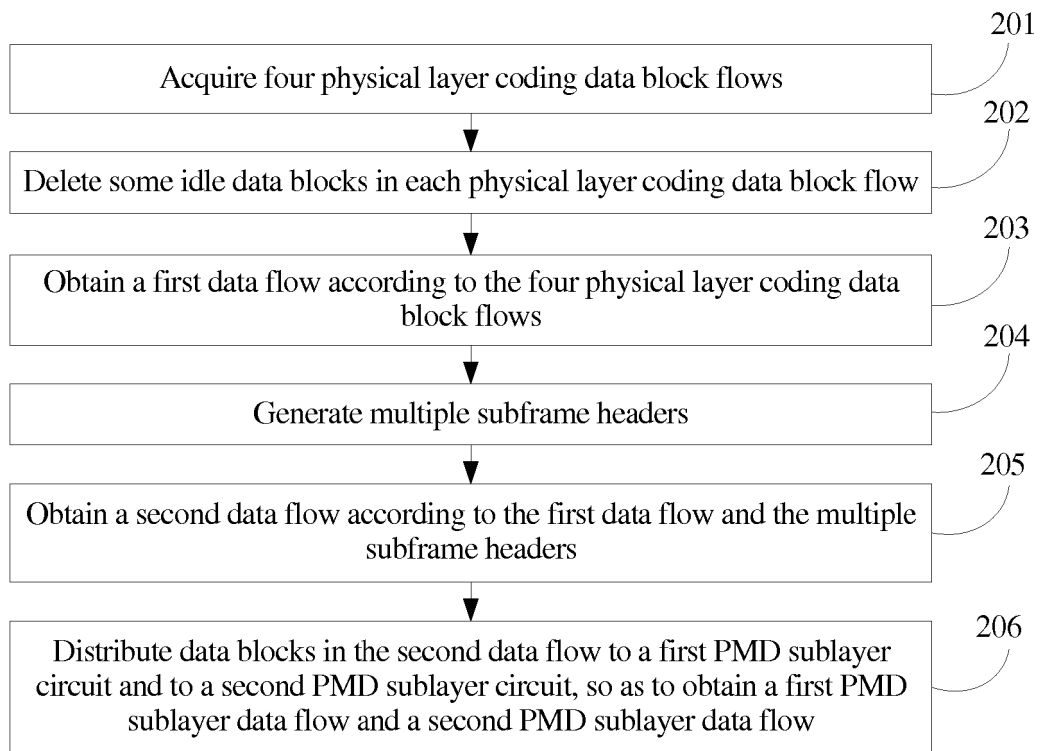 201
Acquire four physical layer coding data block flows
202
Delete some idle data blocks in each physical layer coding data block flow
203
Obtain a first data flow according to the four physical layer coding data
block flows
204
Generate multiple subframe headers
205
Obtain a second data flow according to the first data flow and the multiple
subframe headers
206
Distribute data blocks in the second data flow to a first PMD sublayer
circuit and to a second PMD sublayer circuit, so as to obtain a first PMD
sublayer data flow and a second PMD sublayer data flow